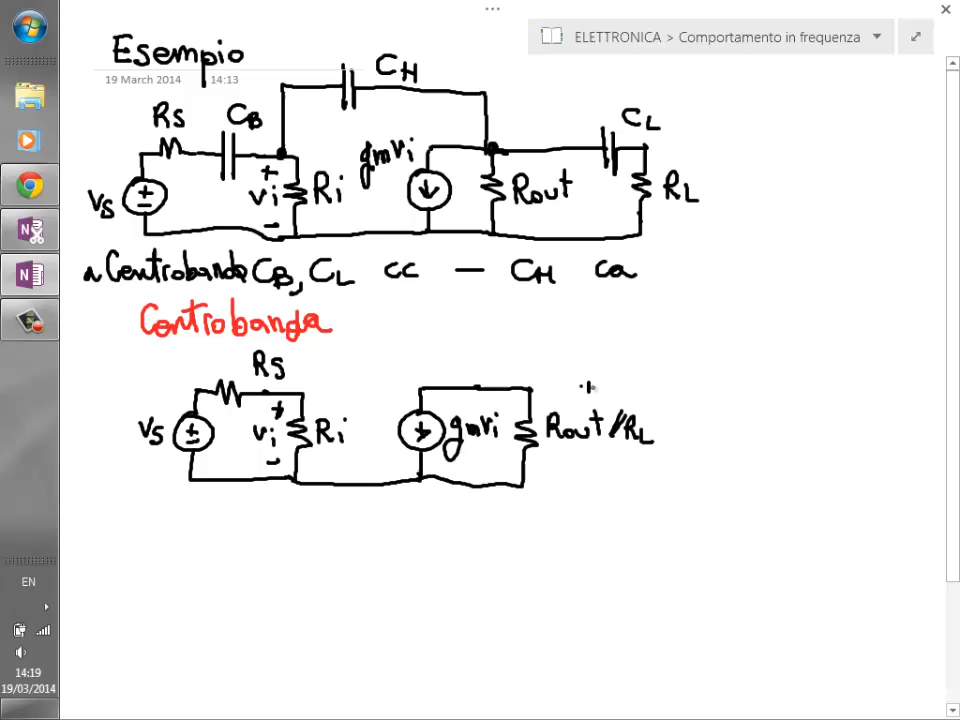 ELETTRONICA > Comportamento in frequenza
Esempio
19 March 2014 14:13
CH
Rs CB gmvi CL
vs + - + vi - Ri Rout RL
a Centrobanda CB, CL cc — CH ca
Centrobanda
Rs
vs + - + vi - Ri gmvi Rout // RL
+
EN
14:19
19/03/2014